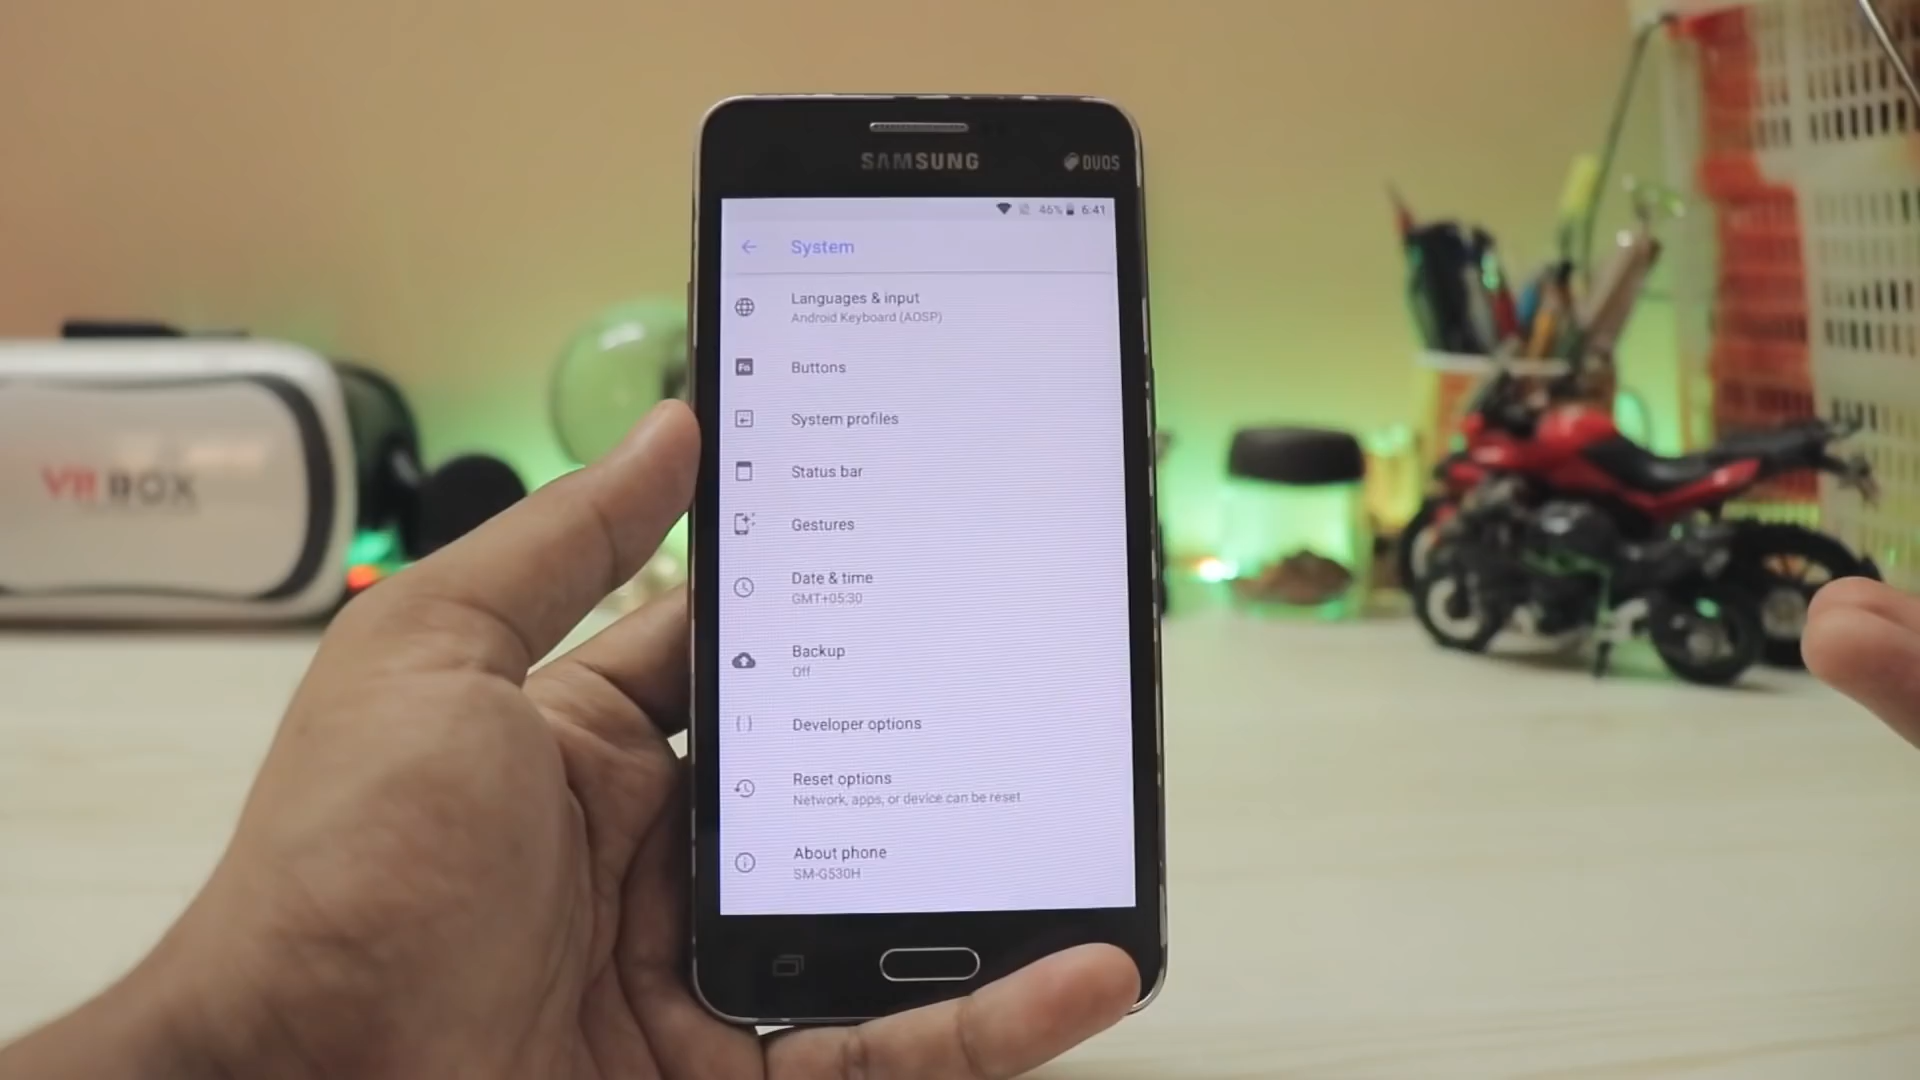 SAMSUNG
DUOS
46% 6:41
System
Languages & input
Android Keyboard (AOSP)
Fn
Buttons
System profiles
Status bar
Gestures
Date & time
GMT+05:30
Backup
Off
Developer options
Reset options
Network, apps, or device can be reset
About phone
SM-G530H
VR BOX